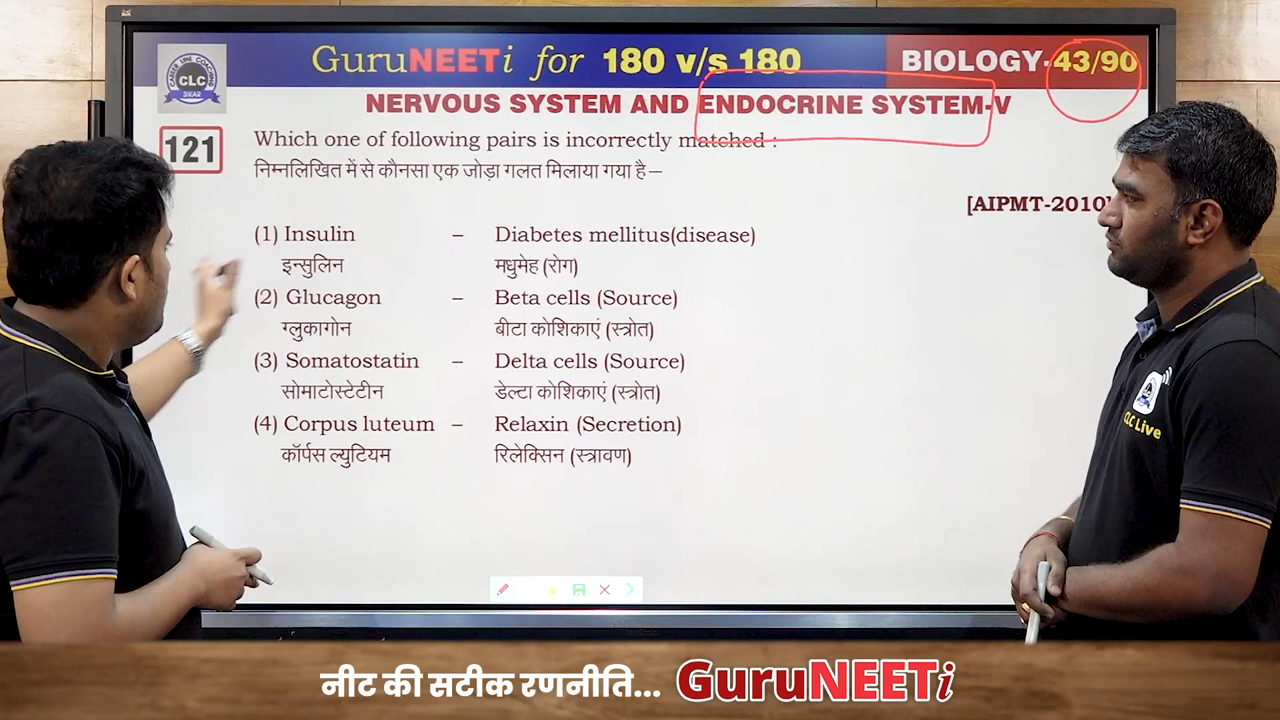 GuruNEETi for 180 v/s 180
BIOLOGY-43/90
CLC
SIKAR
NERVOUS SYSTEM AND ENDOCRINE SYSTEM-V
121
Which one of following pairs is incorrectly matched :
निम्नलिखित में से कौनसा एक जोड़ा गलत मिलाया गया है –
[AIPMT-2010]
(1) Insulin – Diabetes mellitus(disease)
इन्सुलिन मधुमेह (रोग)
(2) Glucagon – Beta cells (Source)
ग्लुकागोन बीटा कोशिकाएं (स्त्रोत)
(3) Somatostatin – Delta cells (Source)
सोमाटोस्टेटीन डेल्टा कोशिकाएं (स्त्रोत)
(4) Corpus luteum – Relaxin (Secretion)
कॉर्पस ल्युटियम रिलेक्सिन (स्त्रावण)
CLC Live
नीट की सटीक रणनीति... GuruNEETi